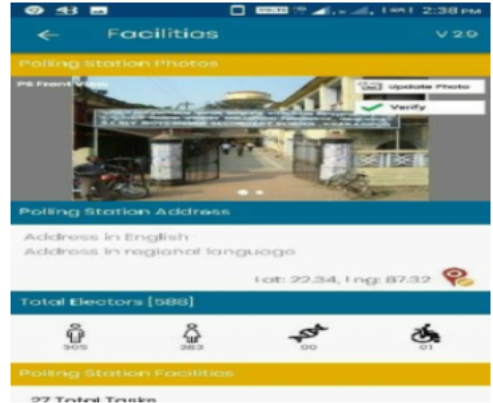 43 2:38 PM
← Facilities V 2.9
Polling Station Photos
PS Front View
Update Photo
Verify
Polling Station Address
Address in English
Address in regional language
Lat: 22.34, Lng: 87.32
Total Electors [588]
305 283 00 01
Polling Station Facilities
27 Total Tasks